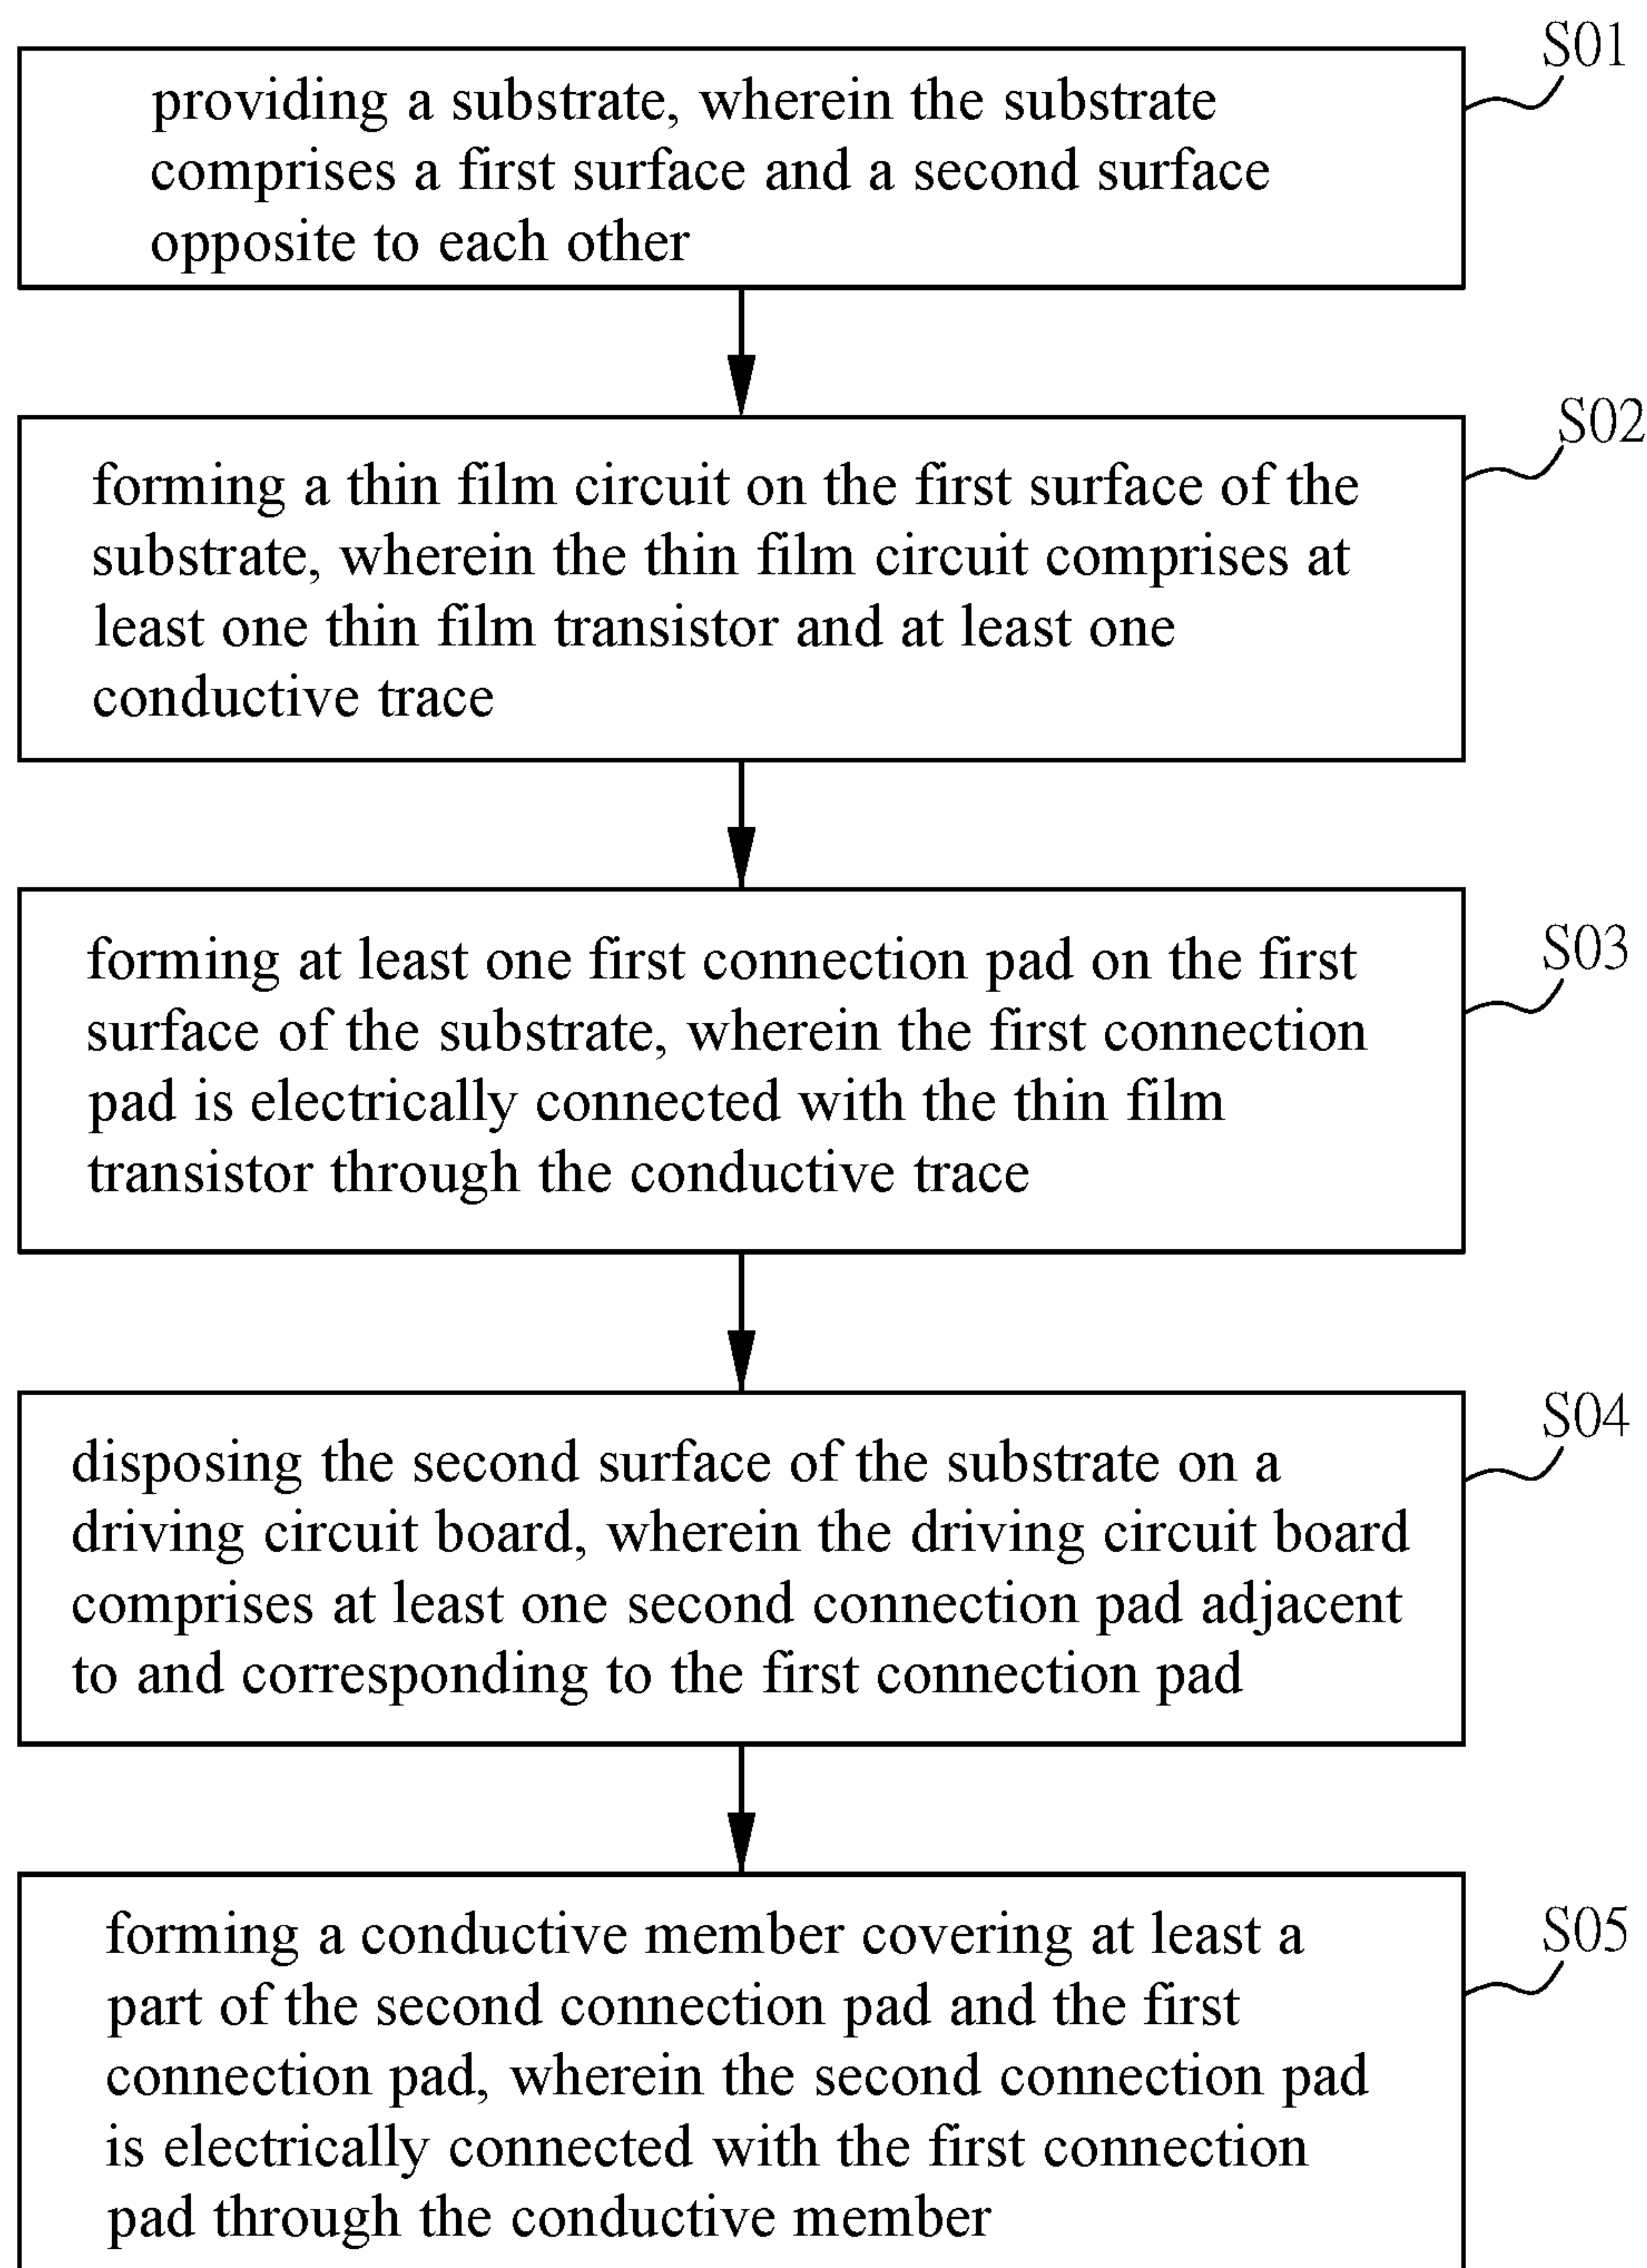 S01
providing a substrate, wherein the substrate
comprises a first surface and a second surface
opposite to each other
S02
forming a thin film circuit on the first surface of the
substrate, wherein the thin film circuit comprises at
least one thin film transistor and at least one
conductive trace
S03
forming at least one first connection pad on the first
surface of the substrate, wherein the first connection
pad is electrically connected with the thin film
transistor through the conductive trace
S04
disposing the second surface of the substrate on a
driving circuit board, wherein the driving circuit board
comprises at least one second connection pad adjacent
to and corresponding to the first connection pad
S05
forming a conductive member covering at least a
part of the second connection pad and the first
connection pad, wherein the second connection pad
is electrically connected with the first connection
pad through the conductive member